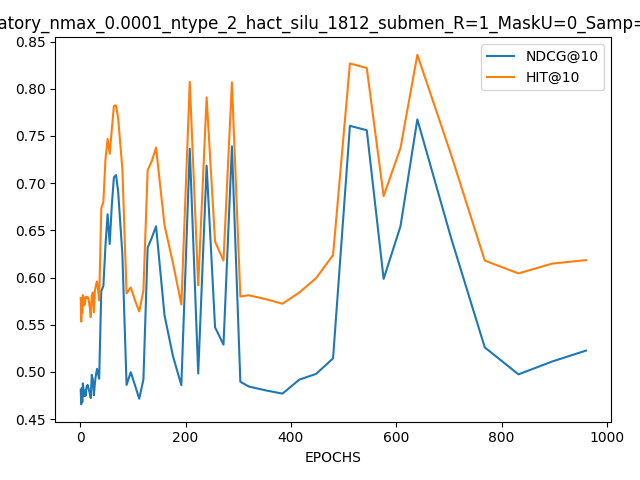 atory_nmax_0.0001_ntype_2_hact_silu_1812_submen_R=1_MaskU=0_Samp=
0.85
0.80
0.75
0.70
0.65
0.60
0.55
0.50
0.45
NDCG@10
HIT@10
0 200 400 600 800 1000
EPOCHS